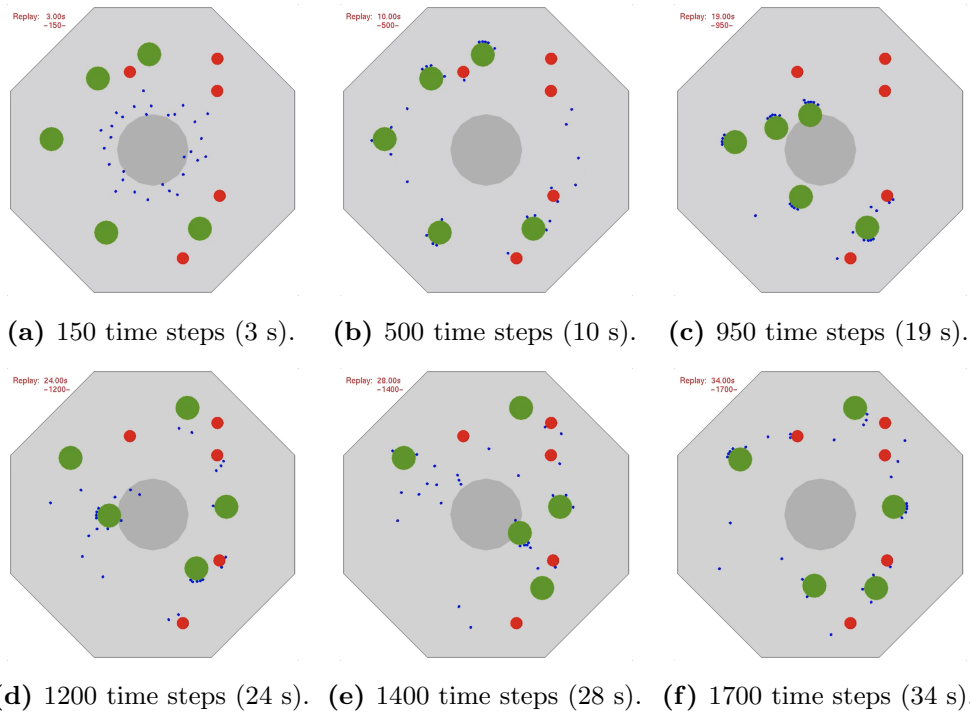 Replay: 3.00s
-150-
Replay: 10.00s
-500-
Replay: 19.00s
-950-
(a) 150 time steps (3 s).
(b) 500 time steps (10 s).
(c) 950 time steps (19 s).
Replay: 24.00s
-1200-
Replay: 28.00s
-1400-
Replay: 34.00s
-1700-
d) 1200 time steps (24 s).
(e) 1400 time steps (28 s).
(f) 1700 time steps (34 s).